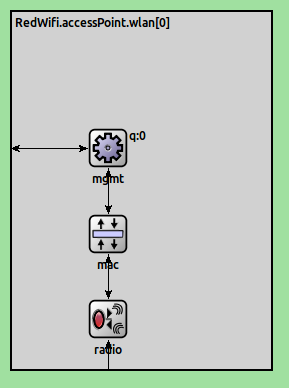 RedWifi.accessPoint.wlan[0]
q:0
mgmt
mac
radio